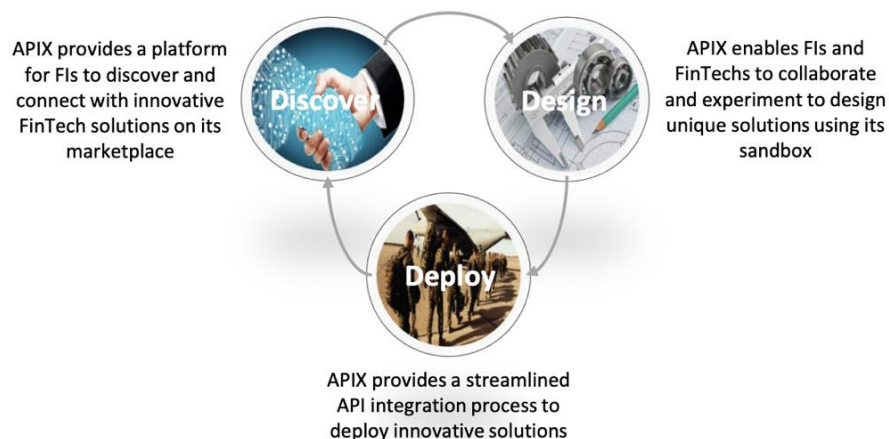 APIX provides a platform
for FIs to discover and
connect with innovative
FinTech solutions on its
marketplace
Discover
Design
APIX enables FIs and
FinTechs to collaborate
and experiment to design
unique solutions using its
sandbox
Deploy
APIX provides a streamlined
API integration process to
deploy innovative solutions